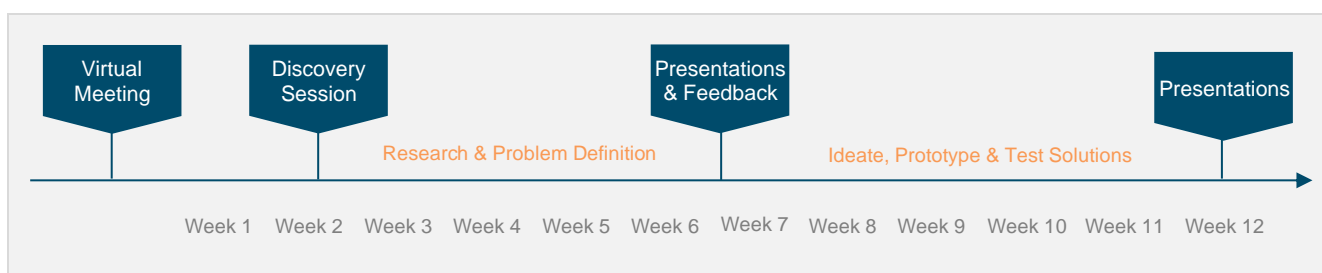 Virtual
Meeting
Discovery
Session
Presentations
& Feedback
Presentations
Research & Problem Definition
Ideate, Prototype & Test Solutions
Week 1 Week 2 Week 3 Week 4 Week 5 Week 6 Week 7 Week 8 Week 9 Week 10 Week 11 Week 12